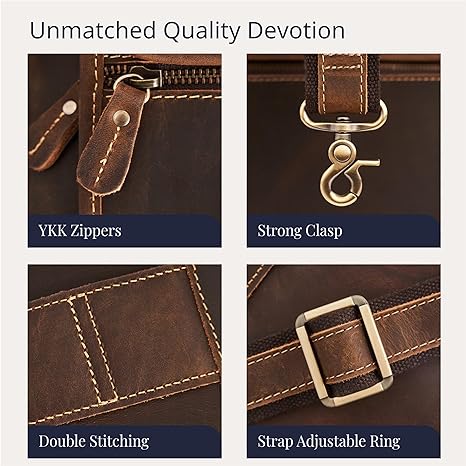 Unmatched Quality Devotion
YKK Zippers
Strong Clasp
Double Stitching
Strap Adjustable Ring